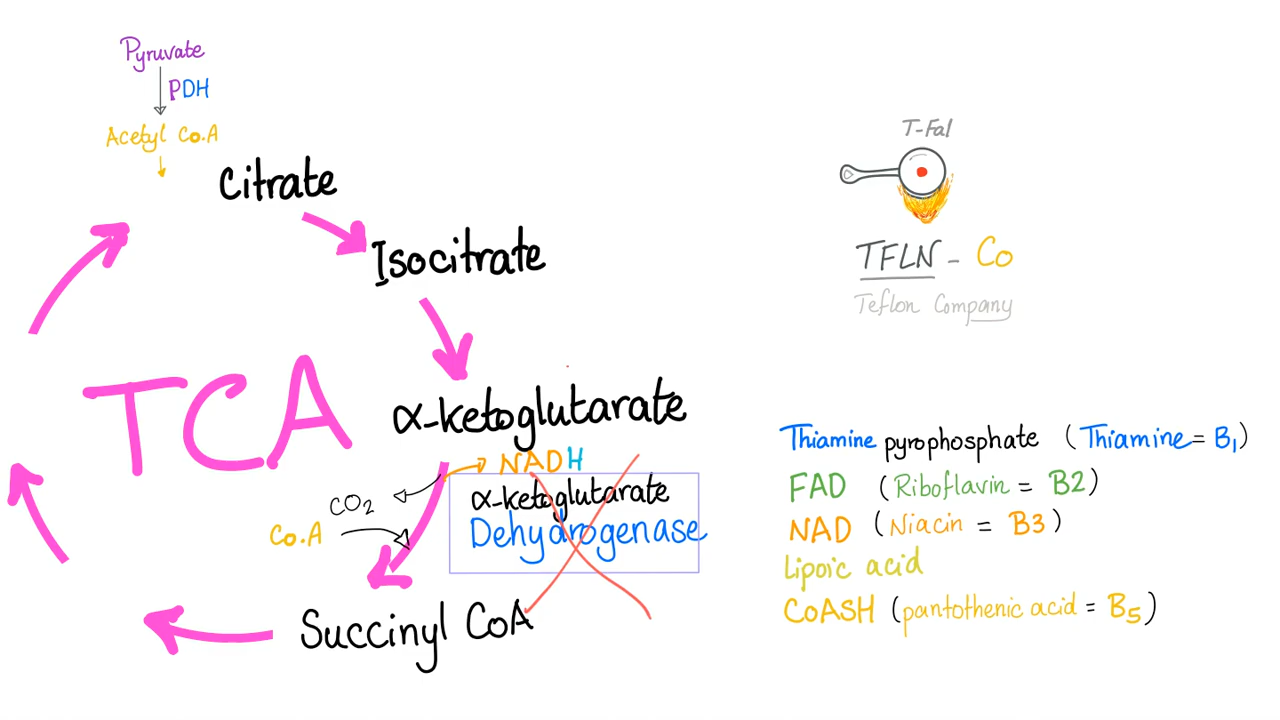 Pyruvate
PDH
Acetyl Co.A
Citrate
Isocitrate
α-ketoglutarate
NADH
CO2
Co.A
α-ketoglutarate
Dehydrogenase
Succinyl CoA
TCA
T-Fal
TFLN - Co
Teflon Company
Thiamine pyrophosphate (Thiamine = B1)
FAD (Riboflavin = B2)
NAD (Niacin = B3)
Lipoic acid
CoASH (pantothenic acid = B5)